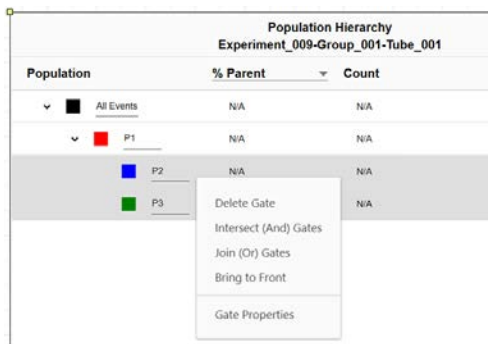 Population Hierarchy
Experiment_009-Group_001-Tube_001
Population % Parent Count
All Events N/A N/A
P1 N/A N/A
P2 N/A N/A
P3 N/A
Delete Gate
Intersect (And) Gates
Join (Or) Gates
Bring to Front
Gate Properties